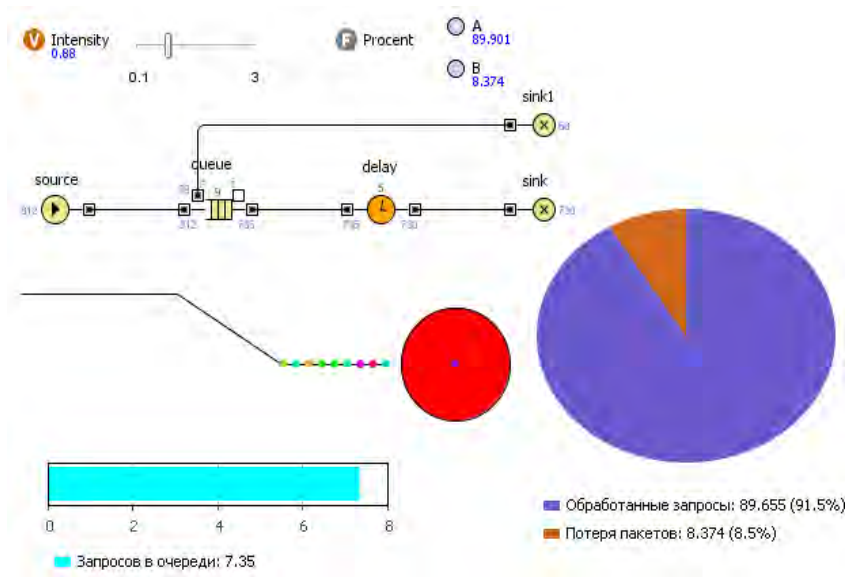 Intensity
0.88
0.1
3
Procent
A
89.901
B
8.374
sink1
queue
delay
source
9
5
sink
812
730
0
2
4
6
8
Запросов в очереди: 7.35
Обработанные запросы: 89.655 (91.5%)
Потеря пакетов: 8.374 (8.5%)